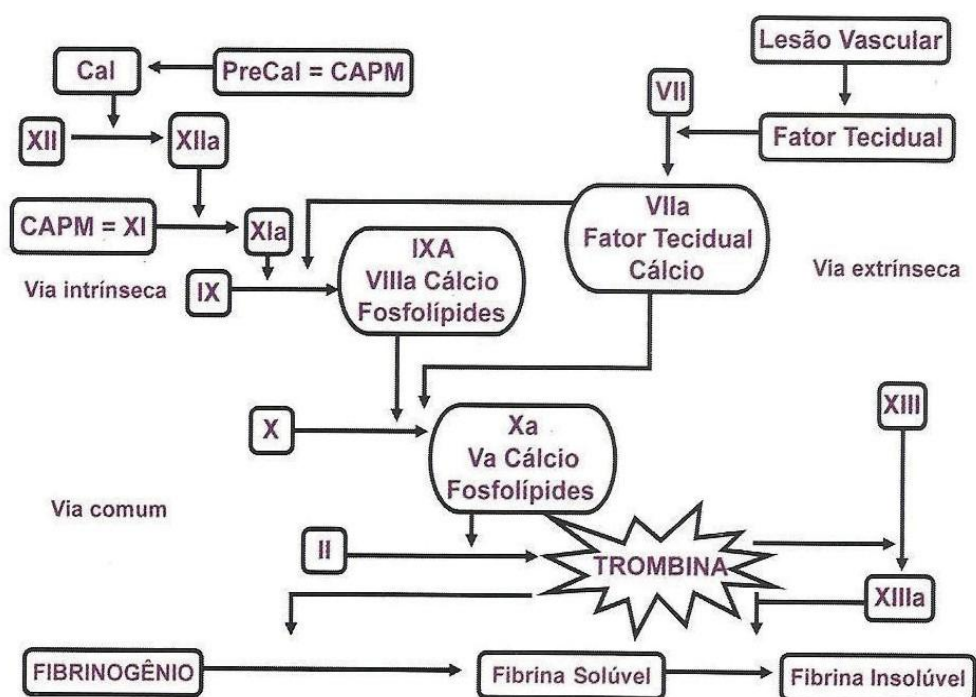 Lesão Vascular
Cal
PreCal = CAPM
VII
XII
XIIa
Fator Tecidual
CAPM = XI
XIa
VIIa
Fator Tecidual
Cálcio
IXA
VIIIa Cálcio
Fosfolípides
Via intrínseca
IX
Via extrínseca
X
Xa
Va Cálcio
Fosfolípides
XIII
Via comum
II
TROMBINA
XIIIa
FIBRINOGÊNIO
Fibrina Solúvel
Fibrina Insolúvel